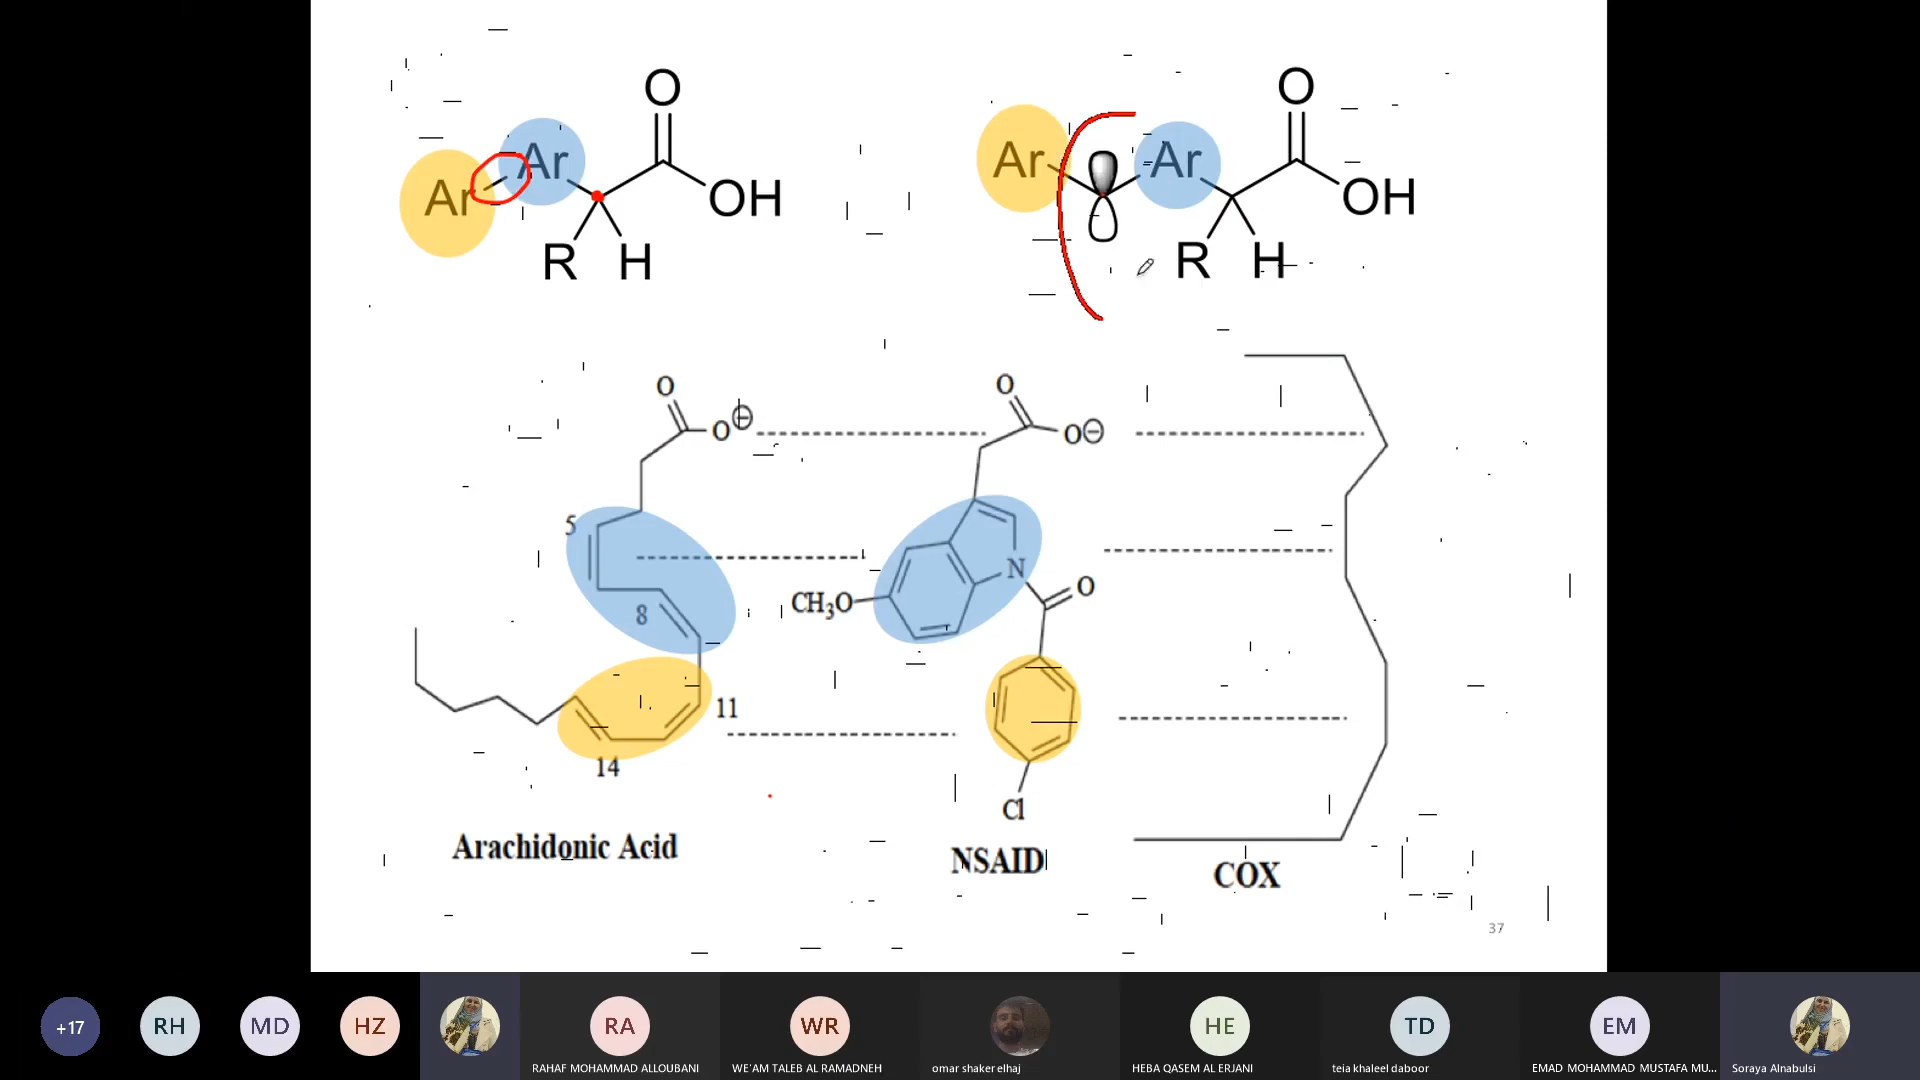 O
O
Ar
Ar
OH
R
H
Ar
Ar
OH
R
H
O
O⊖
O
O⊖
5
8
11
14
N
O
CH₃O
Cl
Arachidonic Acid
NSAID
COX
37
+17
RH
MD
HZ
RA
WR
HE
TD
EM
RAHAF MOHAMMAD ALLOUBANI
WE'AM TALEB AL RAMADNEH
omar shaker elhaj
HEBA QASEM AL ERJANI
teia khaleel daboor
EMAD MOHAMMAD MUSTAFA MU...
Soraya Alnabulsi